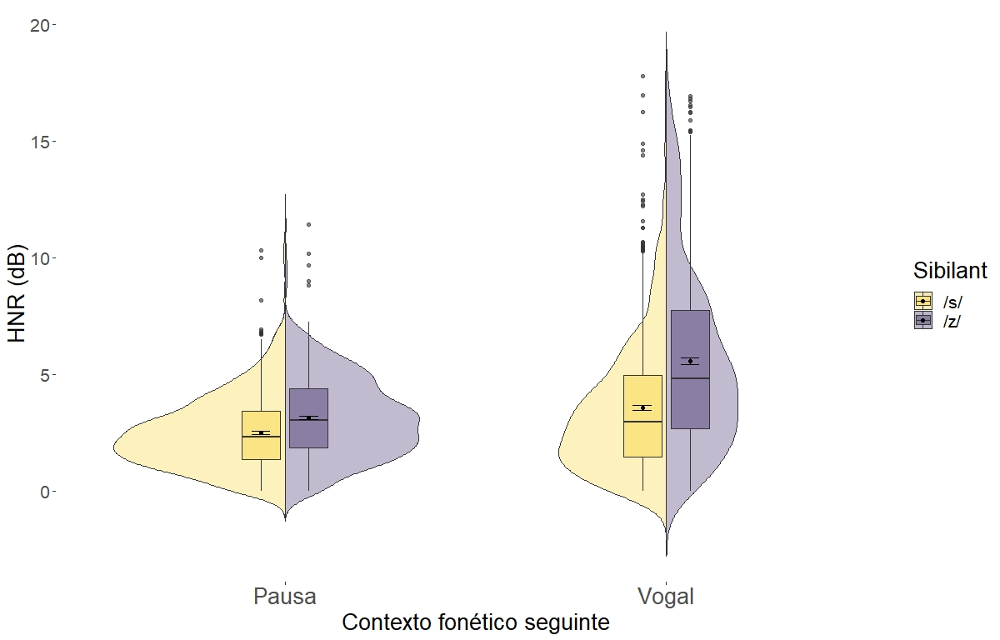 20
15
10
5
0
HNR (dB)
Pausa
Vogal
Contexto fonético seguinte
Sibilant
/s/
/z/